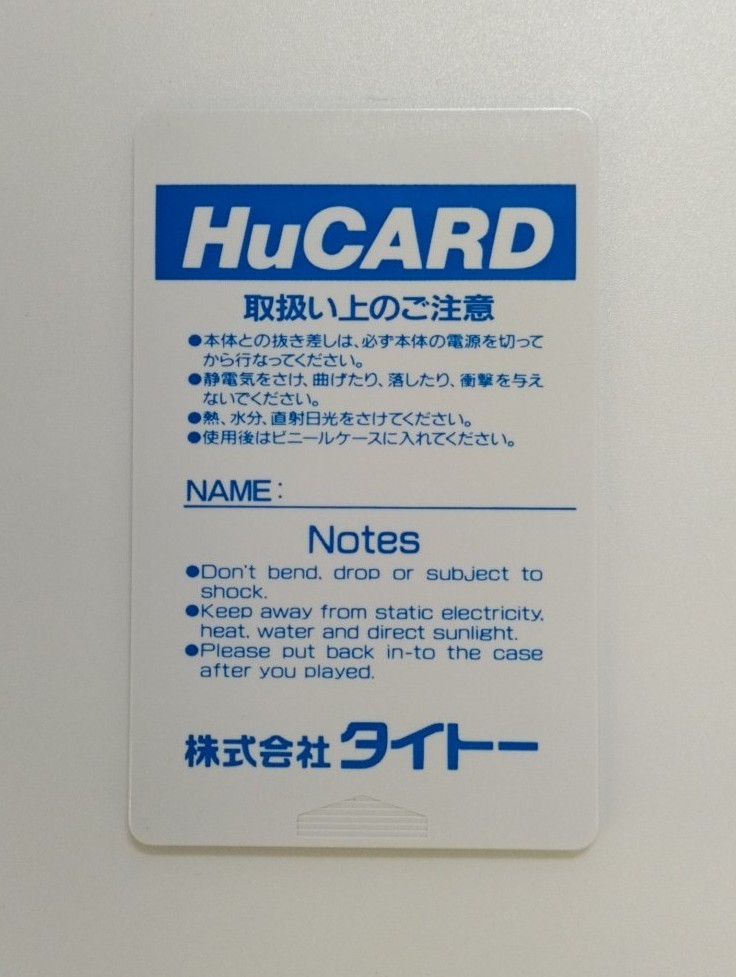 HuCARD
取扱い上のご注意
●本体との抜き差しは、必ず本体の電源を切って
から行なってください。
●静電気をさけ、曲げたり、落したり、衝撃を与え
ないでください。
●熱、水分、直射日光をさけてください。
●使用後はビニールケースに入れてください。
NAME:
Notes
●Don't bend, drop or subject to
shock.
●Keep away from static electricity,
heat, water and direct sunlight.
●Please put back in-to the case
after you played.
株式会社 タイトー